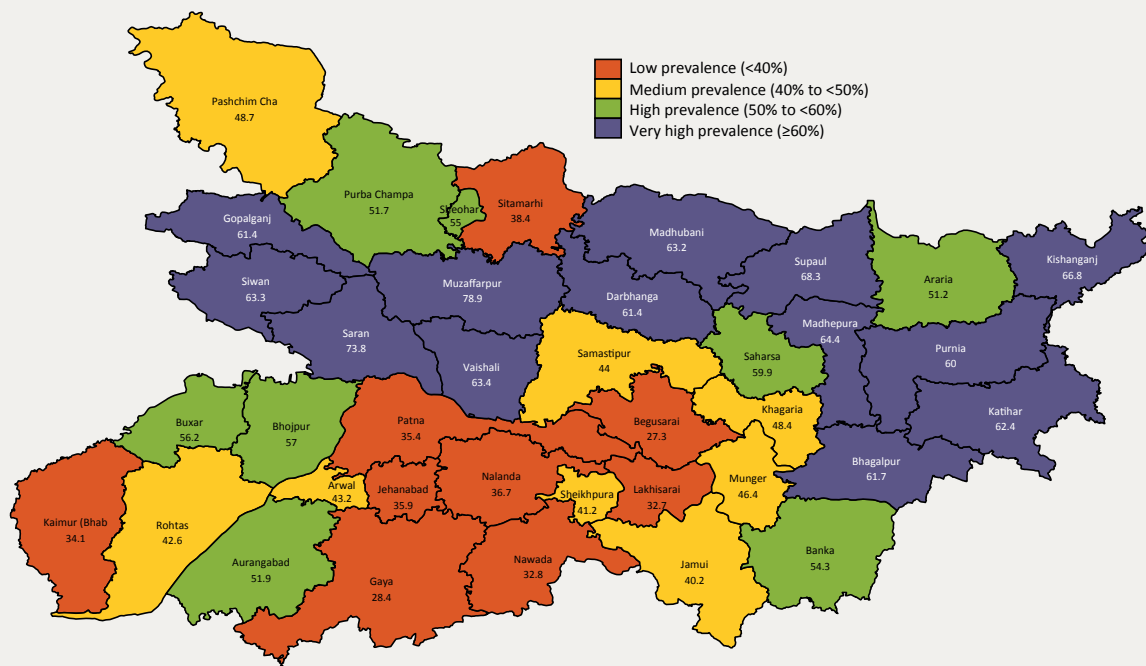 Low prevalence (<40%)
Medium prevalence (40% to <50%)
High prevalence (50% to <60%)
Very high prevalence (≥60%)
Pashchim Cha
48.7
Purba Champa
51.7
Sheohar
55
Sitamarhi
38.4
Gopalganj
61.4
Madhubani
63.2
Supaul
68.3
Araria
51.2
Kishanganj
66.8
Siwan
63.3
Muzaffarpur
78.9
Darbhanga
61.4
Madhepura
64.4
Saran
73.8
Vaishali
63.4
Samastipur
44
Saharsa
59.9
Purnia
60
Katihar
62.4
Buxar
56.2
Bhojpur
57
Patna
35.4
Begusarai
27.3
Khagaria
48.4
Bhagalpur
61.7
Kaimur (Bhab
34.1
Rohtas
42.6
Arwal
43.2
Jehanabad
35.9
Nalanda
36.7
Sheikhpura
41.2
Lakhisarai
32.7
Munger
46.4
Aurangabad
51.9
Gaya
28.4
Nawada
32.8
Jamui
40.2
Banka
54.3